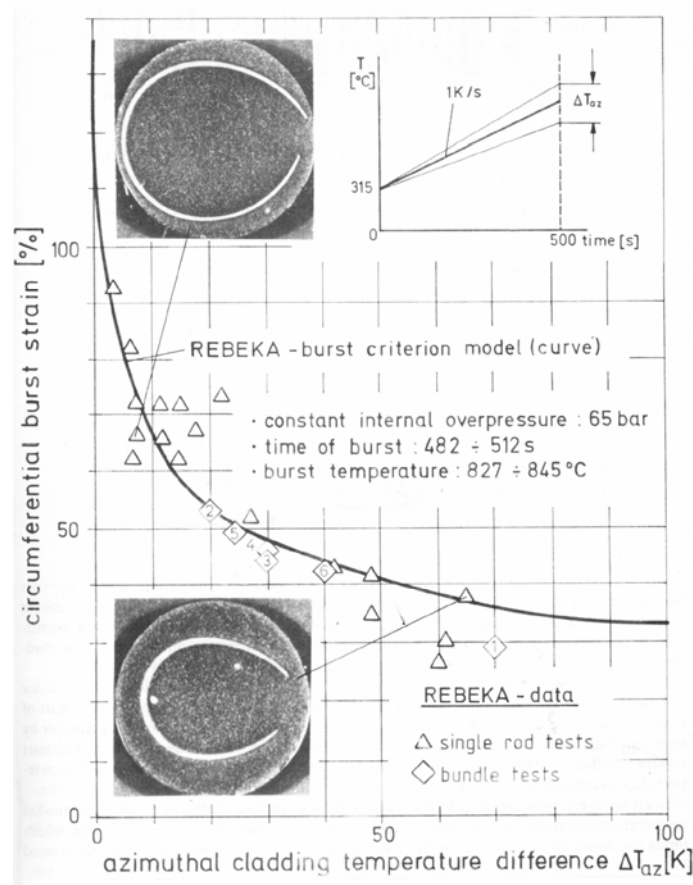 T
[°C]
1K/s
ΔTaz
315
0
500 time [s]
circumferential burst strain [%]
100
50
0
REBEKA - burst criterion model (curve)
· constant internal overpressure : 65 bar
· time of burst : 482 ÷ 512 s
· burst temperature : 827 ÷ 845 °C
2
5
4
3
6
1
REBEKA - data
△ single rod tests
◇ bundle tests
0
50
100
azimuthal cladding temperature difference ΔTaz [K]